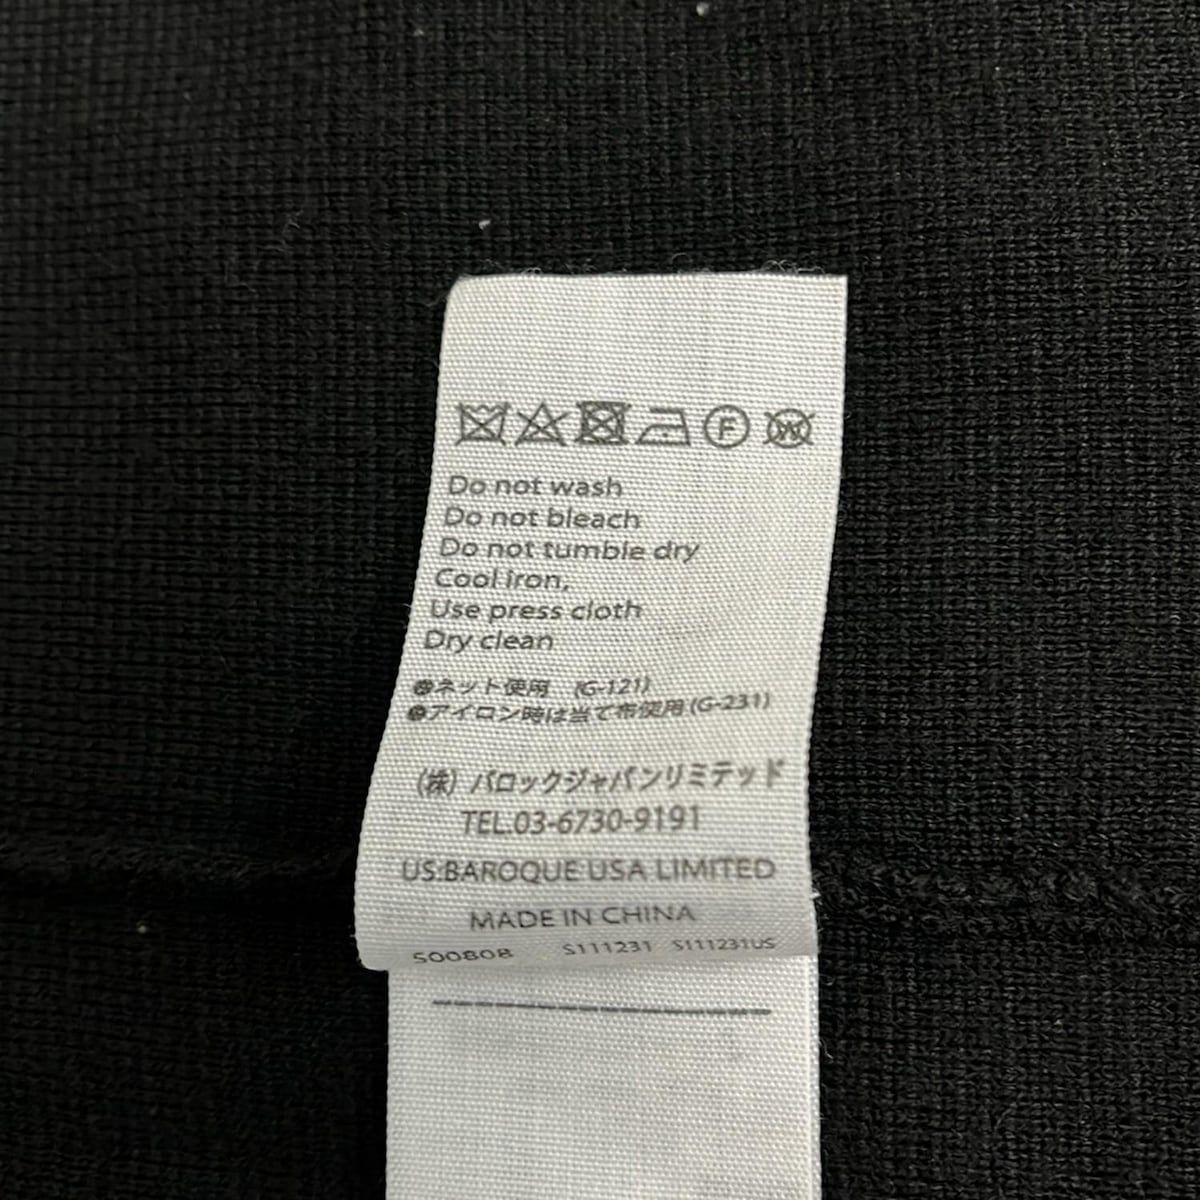 F W
Do not wash
Do not bleach
Do not tumble dry
Cool iron,
Use press cloth
Dry clean
●ネット使用 (G-121)
●アイロン時は当て布使用(G-231)
(株) バロックジャパンリミテッド
TEL.03-6730-9191
US:BAROQUE USA LIMITED
MADE IN CHINA
S00808 S111231 S111231US